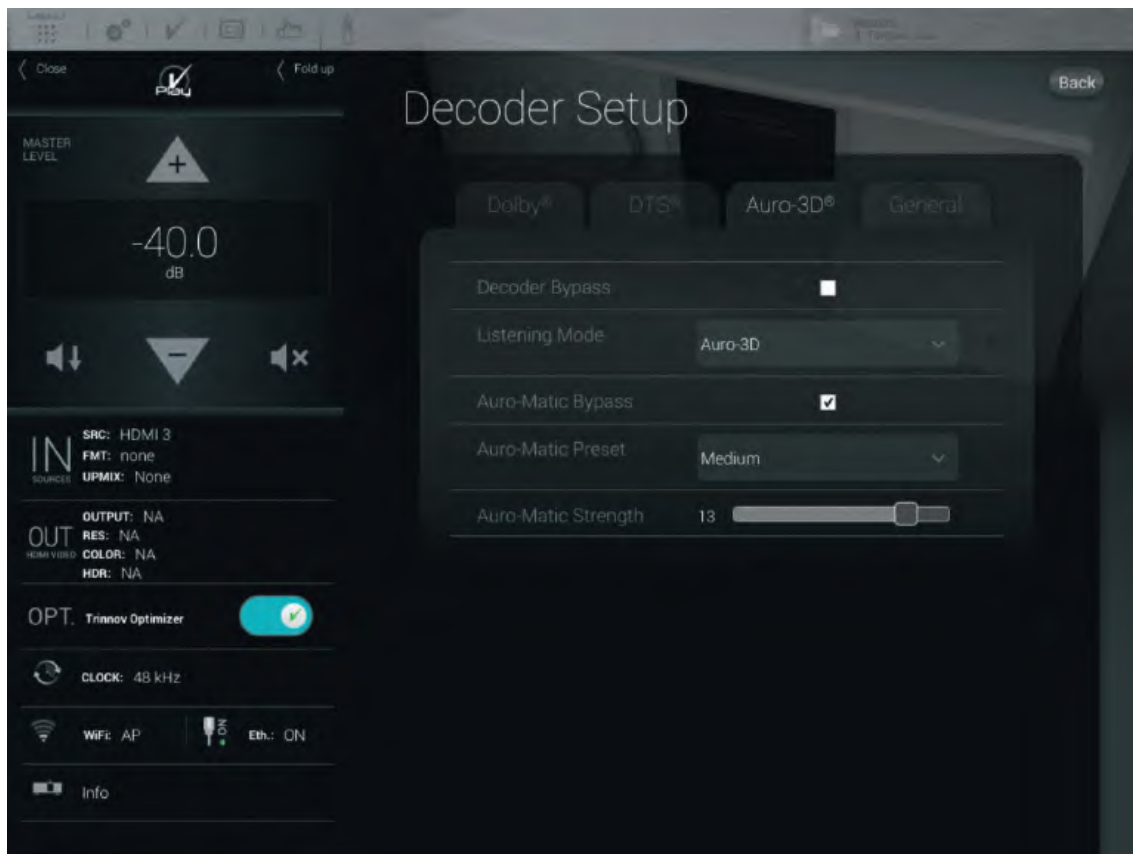 Close
Play
Fold up
MASTER
LEVEL
+
-40.0
dB
−
IN
SOURCES
SRC: HDMI 3
FMT: none
UPMIX: None
OUT
HDMI VIDEO
OUTPUT: NA
RES: NA
COLOR: NA
HDR: NA
OPT. Trinnov Optimizer
CLOCK: 48 kHz
WiFi: AP
ON
Eth.: ON
Info
Back
Decoder Setup
Dolby® DTS® Auro-3D® General
Decoder Bypass
Listening Mode Auro-3D
Auro-Matic Bypass
Auro-Matic Preset Medium
Auro-Matic Strength 13